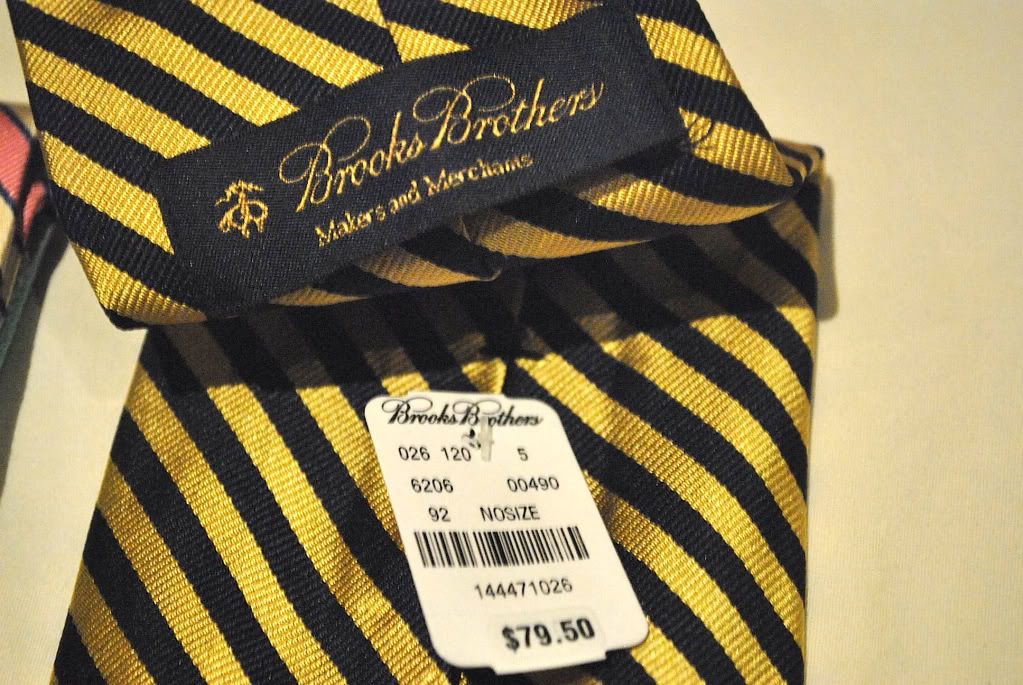 Brooks Brothers
Makers and Merchants
Brooks Brothers
026 120 5
6206 00490
92 NOSIZE
144471026
$79.50